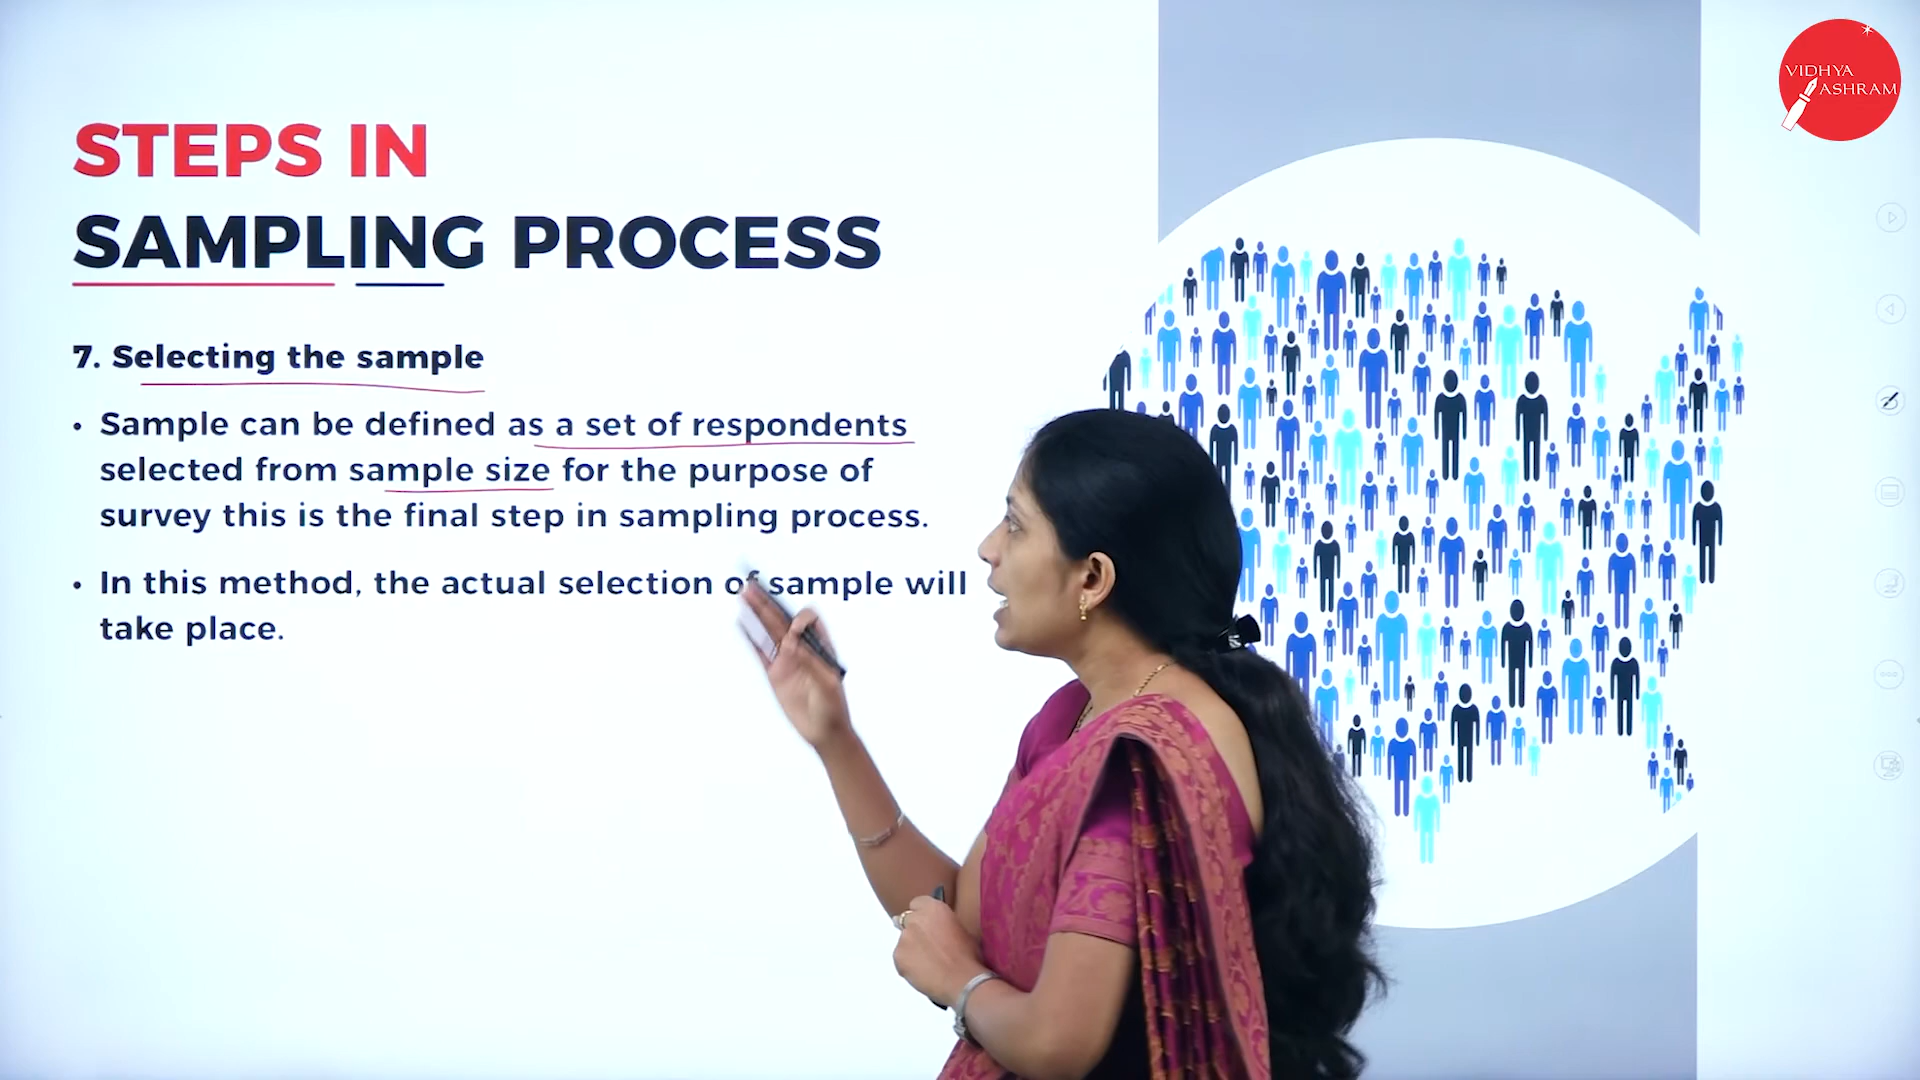 VIDHYA
ASHRAM
STEPS IN
SAMPLING PROCESS
7. Selecting the sample
• Sample can be defined as a set of respondents
selected from sample size for the purpose of
survey this is the final step in sampling process.
• In this method, the actual selection of sample will
take place.